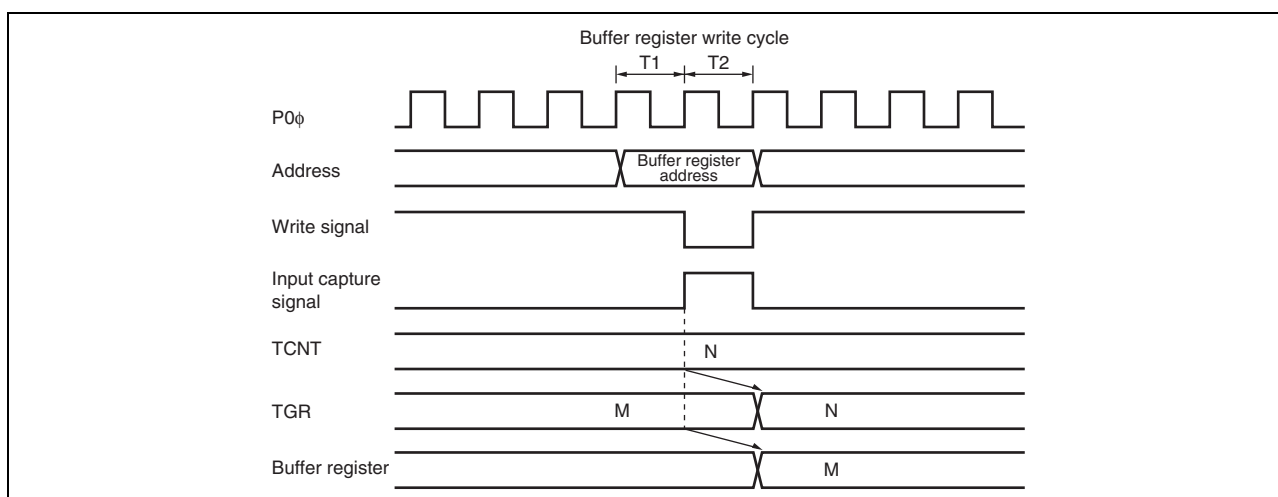 Buffer register write cycle
T1 T2
P0ϕ
Address
Buffer register
address
Write signal
Input capture
signal
TCNT
N
TGR
M N
Buffer register
M